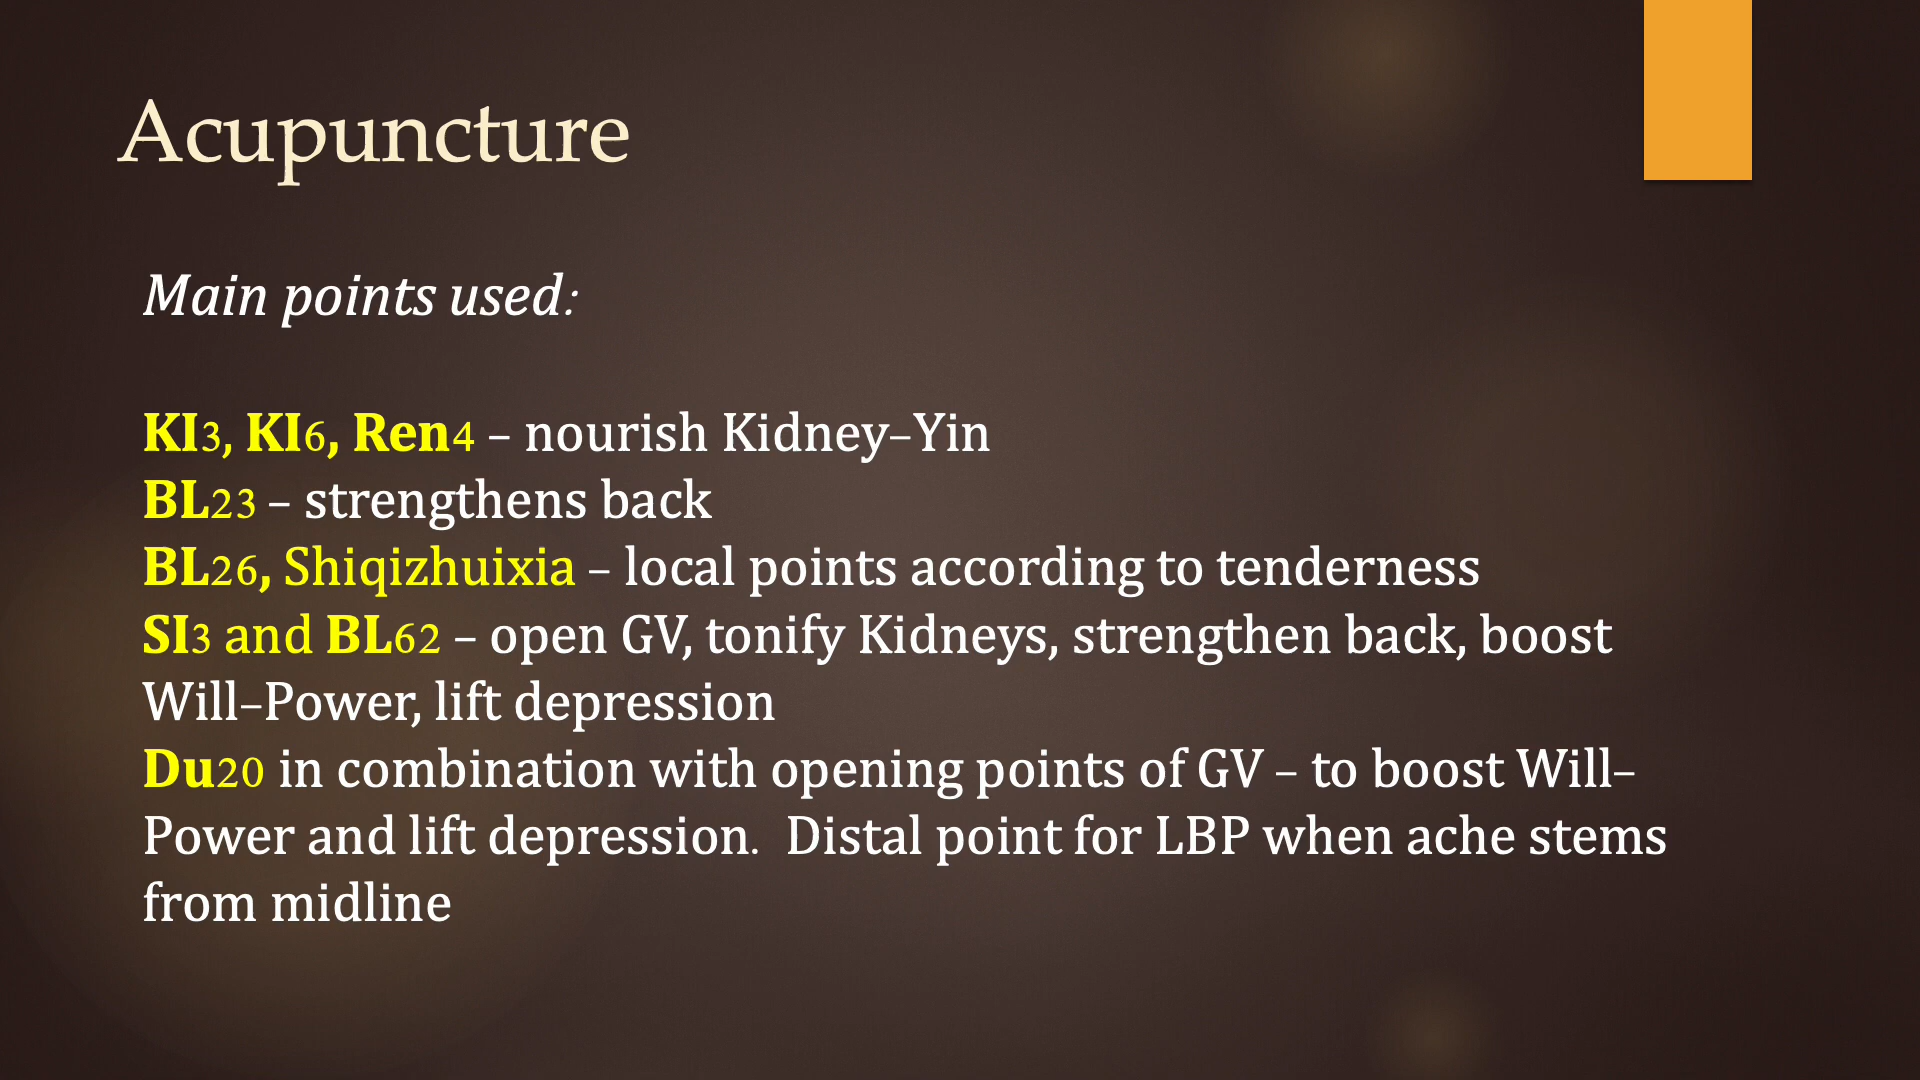 Acupuncture
Main points used:
KI3, KI6, Ren4 – nourish Kidney–Yin
BL23 – strengthens back
BL26, Shiqizhuixia – local points according to tenderness
SI3 and BL62 – open GV, tonify Kidneys, strengthen back, boost
Will–Power, lift depression
Du20 in combination with opening points of GV – to boost Will–
Power and lift depression.  Distal point for LBP when ache stems
from midline